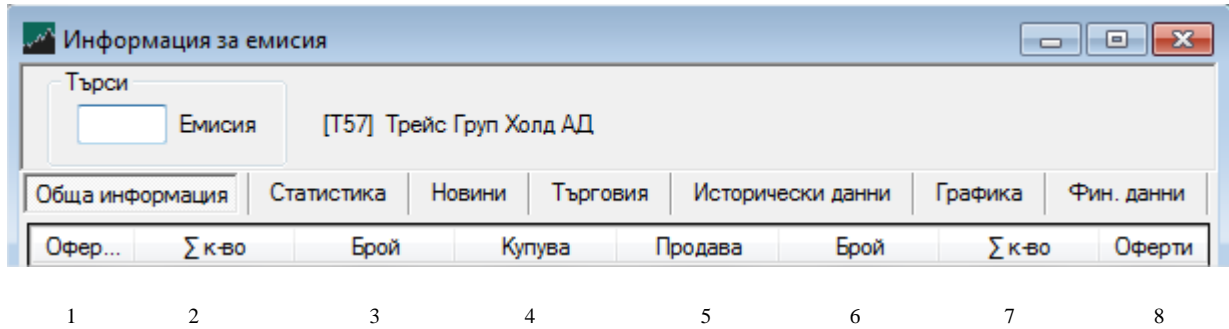 Информация за емисия
Търси
Емисия [T57] Трейс Груп Холд АД
Обща информация Статистика Новини Търговия Исторически данни Графика Фин. данни
Офер... ∑ к-во Брой Купува Продава Брой ∑ к-во Оферти
1 2 3 4 5 6 7 8